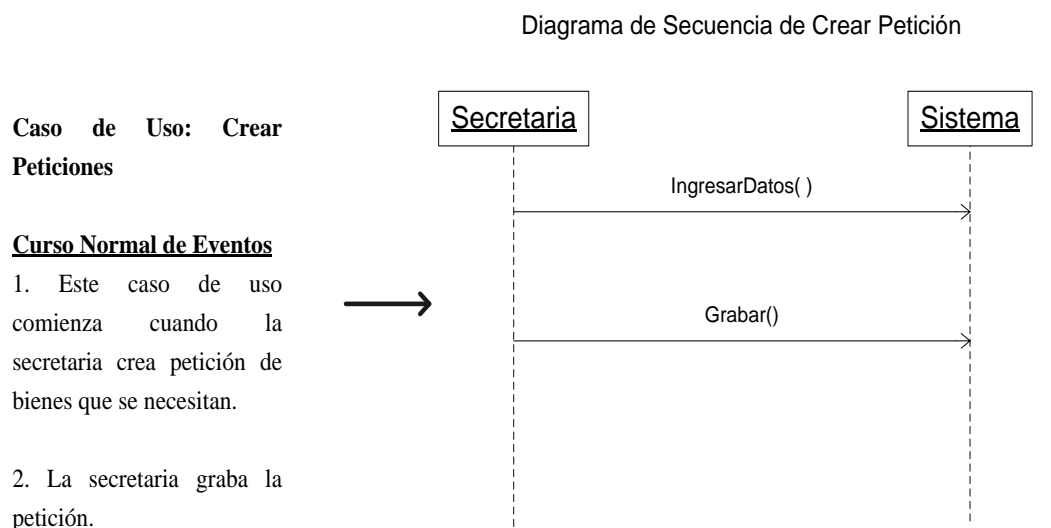 Diagrama de Secuencia de Crear Petición
Caso de Uso: Crear
Peticiones
Curso Normal de Eventos
1. Este caso de uso
comienza cuando la
secretaria crea petición de
bienes que se necesitan.
2. La secretaria graba la
petición.
Secretaria
Sistema
IngresarDatos( )
Grabar()